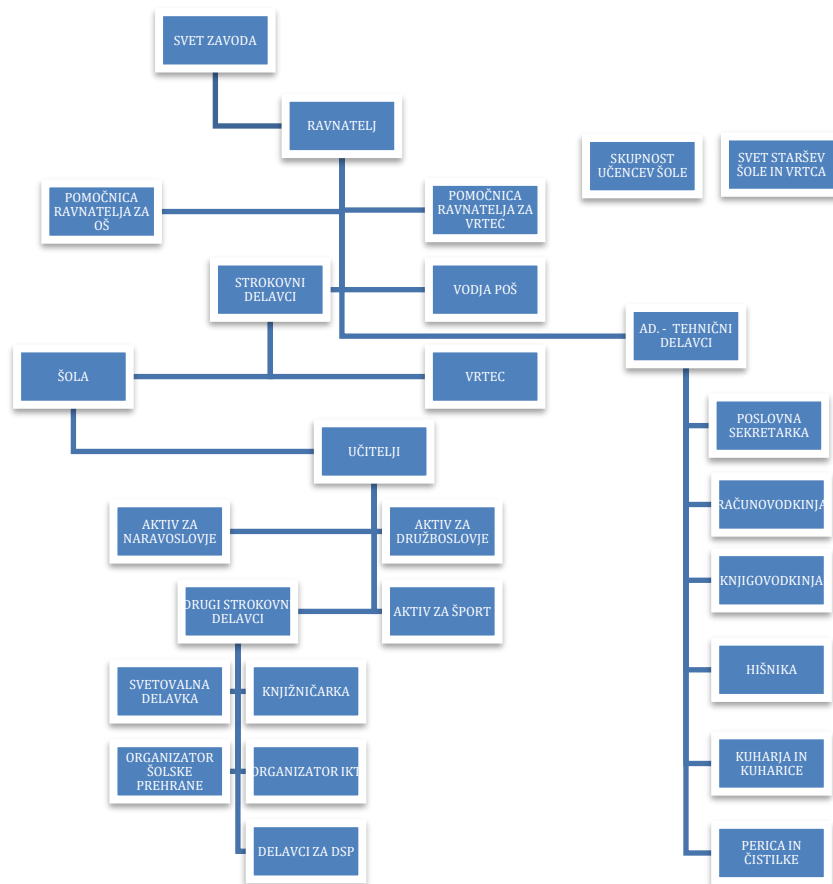 SVET ZAVODA
RAVNATELJ
SKUPNOST
UČENCEV ŠOLE
SVET STARŠEV
ŠOLE IN VRTCA
POMOČNICA
RAVNATELJA ZA
OŠ
POMOČNICA
RAVNATELJA ZA
VRTEC
STROKOVNI
DELAVCI
VODJA POŠ
AD. - TEHNIČNI
DELAVCI
ŠOLA
VRTEC
POSLOVNA
SEKRETARKA
UČITELJI
RAČUNOVODKINJA
AKTIV ZA
NARAVOSLOVJE
AKTIV ZA
DRUŽBOSLOVJE
KNJIGOVODKINJA
DRUGI STROKOVNI
DELAVCI
AKTIV ZA ŠPORT
HIŠNIKA
SVETOVALNA
DELAVKA
KNJIŽNIČARKA
KUHARJA IN
KUHARICE
ORGANIZATOR
ŠOLSKE
PREHRANE
ORGANIZATOR IKT
DELAVCI ZA DSP
PERICA IN
ČISTILKE